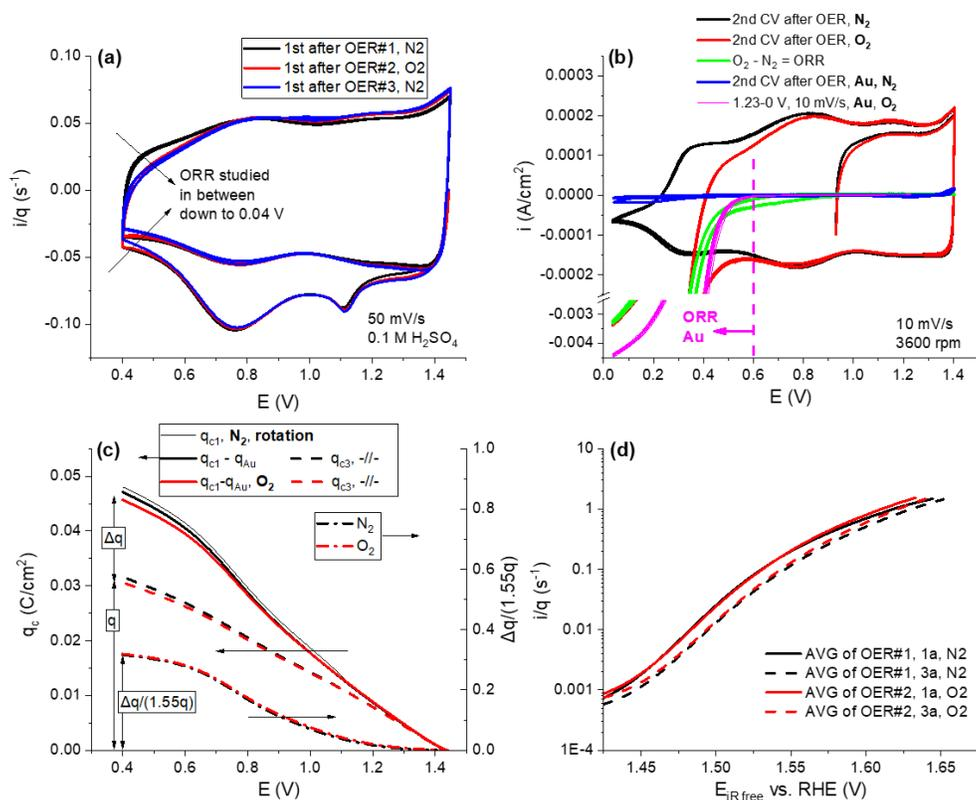 (a)
1st after OER#1, N2
1st after OER#2, O2
1st after OER#3, N2
ORR studied
in between
down to 0.04 V
50 mV/s
0.1 M H₂SO₄
i/q (s⁻¹)
0.10
0.05
0.00
-0.05
-0.10
0.4 0.6 0.8 1.0 1.2 1.4
E (V)
(b)
2nd CV after OER, N₂
2nd CV after OER, O₂
O₂ - N₂ = ORR
2nd CV after OER, Au, N₂
1.23-0 V, 10 mV/s, Au, O₂
i (A/cm²)
0.0003
0.0002
0.0001
0.0000
-0.0001
-0.0002
-0.003
-0.004
ORR
Au
10 mV/s
3600 rpm
0.0 0.2 0.4 0.6 0.8 1.0 1.2 1.4
E (V)
(c)
q_c1, N₂, rotation
q_c1 - q_Au
q_c3, -//-
q_c1-q_Au, O₂
q_c3, -//-
N₂
O₂
q_c (C/cm²)
0.05
0.04
0.03
0.02
0.01
0.00
Δq
q
Δq/(1.55q)
1.0
0.8
0.6
0.4
0.2
0.0
Δq/(1.55q)
0.4 0.6 0.8 1.0 1.2 1.4
E (V)
(d)
i/q (s⁻¹)
10
1
0.1
0.01
0.001
1E-4
AVG of OER#1, 1a, N2
AVG of OER#1, 3a, N2
AVG of OER#2, 1a, O2
AVG of OER#2, 3a, O2
1.45 1.50 1.55 1.60 1.65
E_iR free vs. RHE (V)